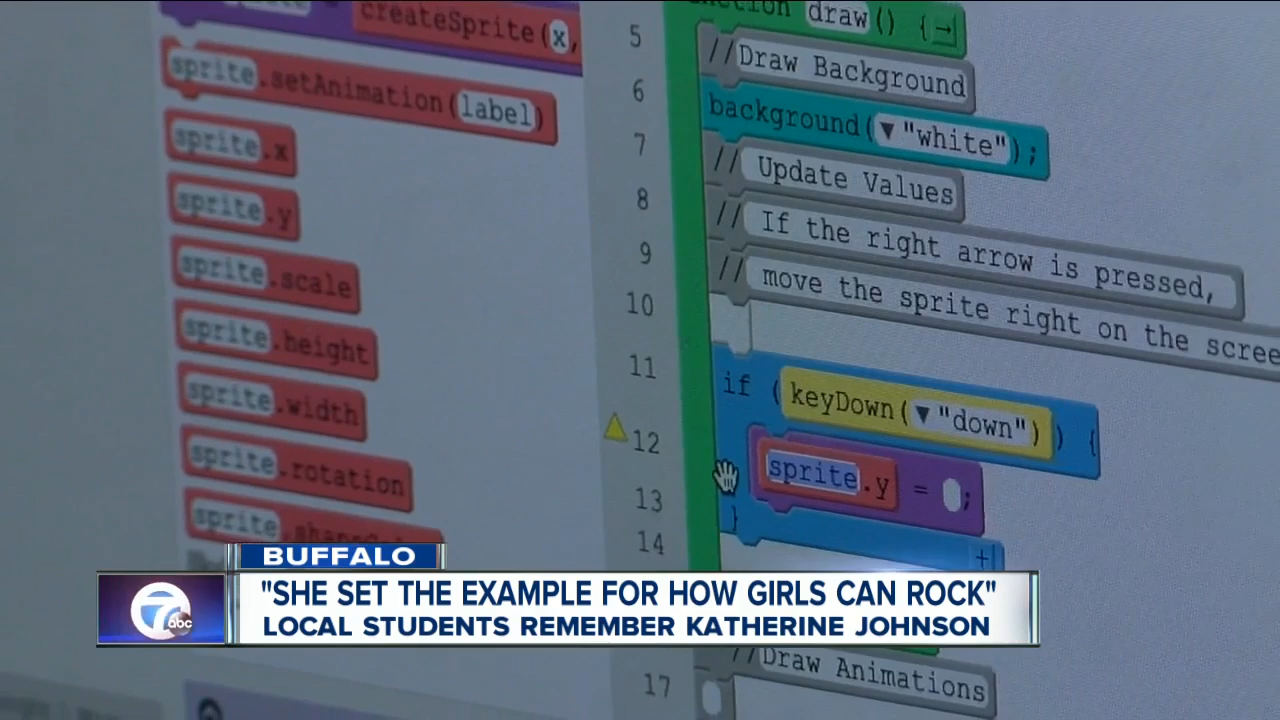 createSprite(x,
sprite.setAnimation(label)
sprite.x
sprite.y
sprite.scale
sprite.height
sprite.width
sprite.rotation
sprite
5
draw() {→
6
//Draw Background
7
background(▼"white");
8
// Update Values
9
// If the right arrow is pressed,
10
// move the sprite right on the scree
11
if (keyDown(▼"down")) {
12
sprite.y = ;
13
}
14
+
17
//Draw Animations
BUFFALO
7 abc
"SHE SET THE EXAMPLE FOR HOW GIRLS CAN ROCK"
LOCAL STUDENTS REMEMBER KATHERINE JOHNSON